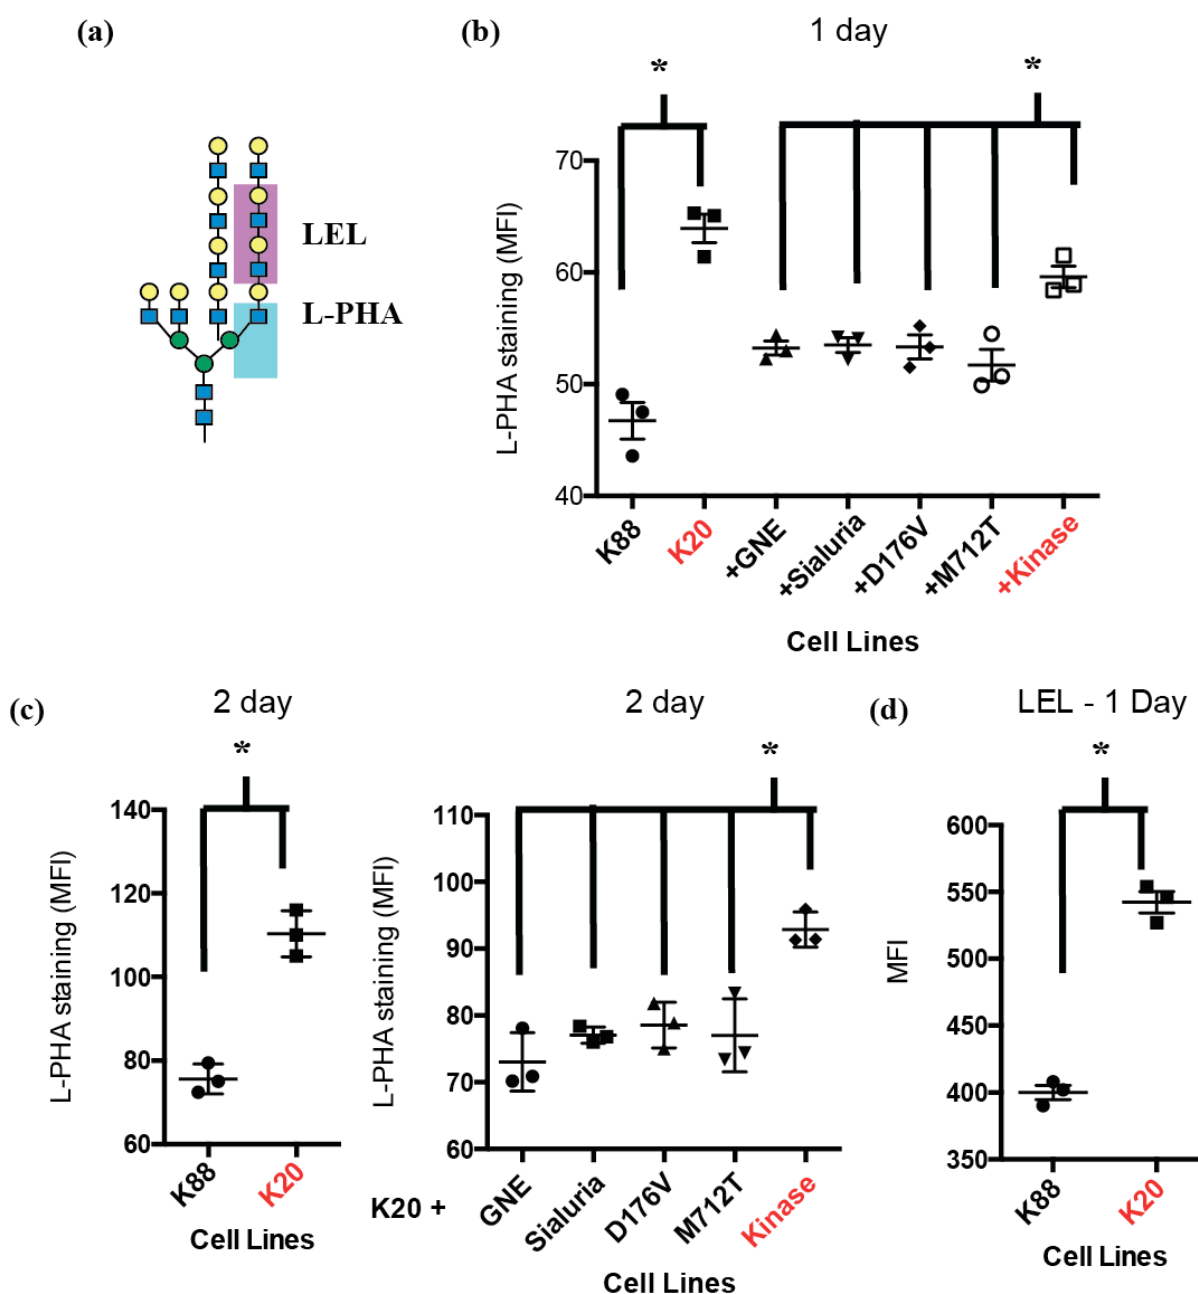 (a)
LEL
L-PHA
(b)
1 day
*
*
L-PHA staining (MFI)
70
60
50
40
K88
K20
+GNE
+Sialuria
+D176V
+M712T
+Kinase
Cell Lines
(c)
2 day
*
L-PHA staining (MFI)
140
120
100
80
60
K88
K20
Cell Lines
2 day
*
L-PHA staining (MFI)
110
100
90
80
70
60
K20 +
GNE
Sialuria
D176V
M712T
Kinase
Cell Lines
(d)
LEL - 1 Day
*
MFI
600
550
500
450
400
350
K88
K20
Cell Lines